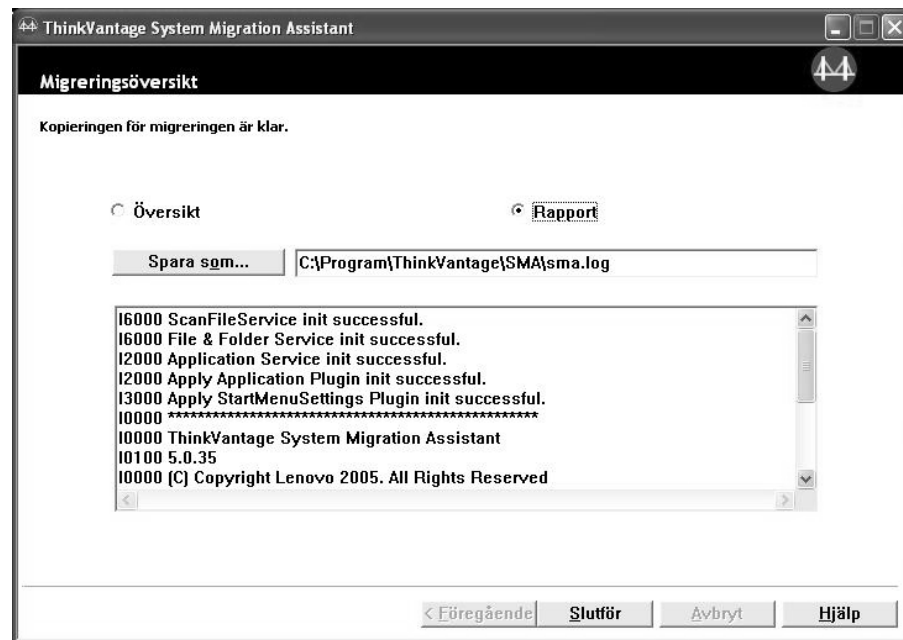 ThinkVantage System Migration Assistant
Migreringsöversikt
Kopieringen för migreringen är klar.
Översikt
Rapport
Spara som...
C:\Program\ThinkVantage\SMA\sma.log
I6000 ScanFileService init successful.
I6000 File & Folder Service init successful.
I2000 Application Service init successful.
I2000 Apply Application Plugin init successful.
I3000 Apply StartMenuSettings Plugin init successful.
I0000 **************************************************
I0000 ThinkVantage System Migration Assistant
I0100 5.0.35
I0000 (C) Copyright Lenovo 2005. All Rights Reserved
< Föregående
Slutför
Avbryt
Hjälp